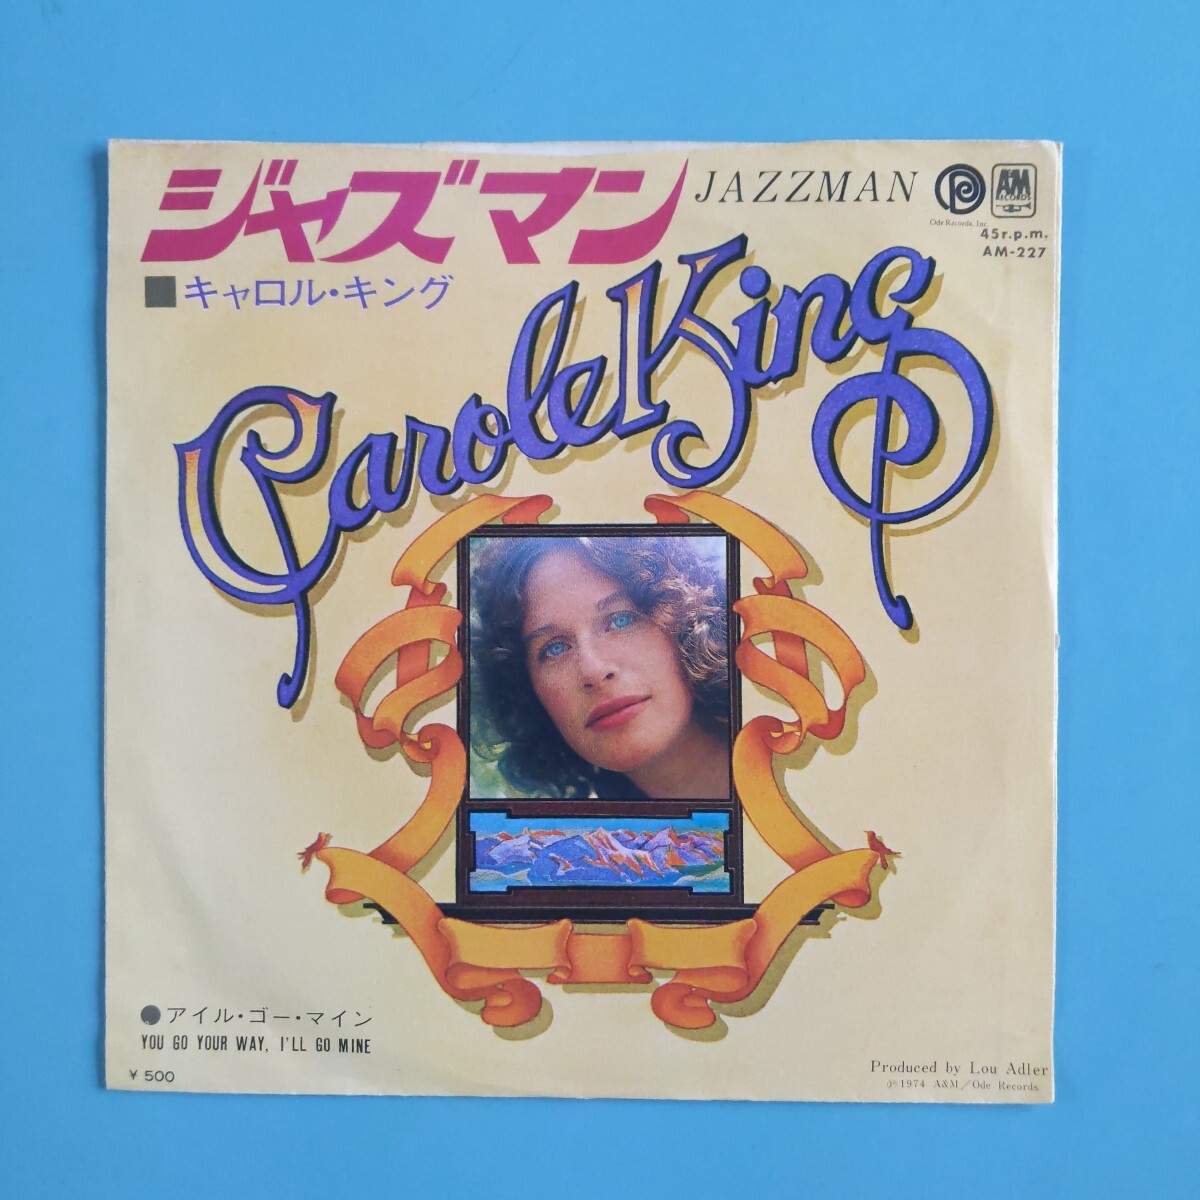 ジャズマン JAZZMAN
A&M
RECORDS
Ode Records, Inc.
45r.p.m.
AM-227
■キャロル・キング
Carole King
●アイル・ゴー・マイン
YOU GO YOUR WAY, I'LL GO MINE
¥500
Produced by Lou Adler
℗1974 A&M/Ode Records.